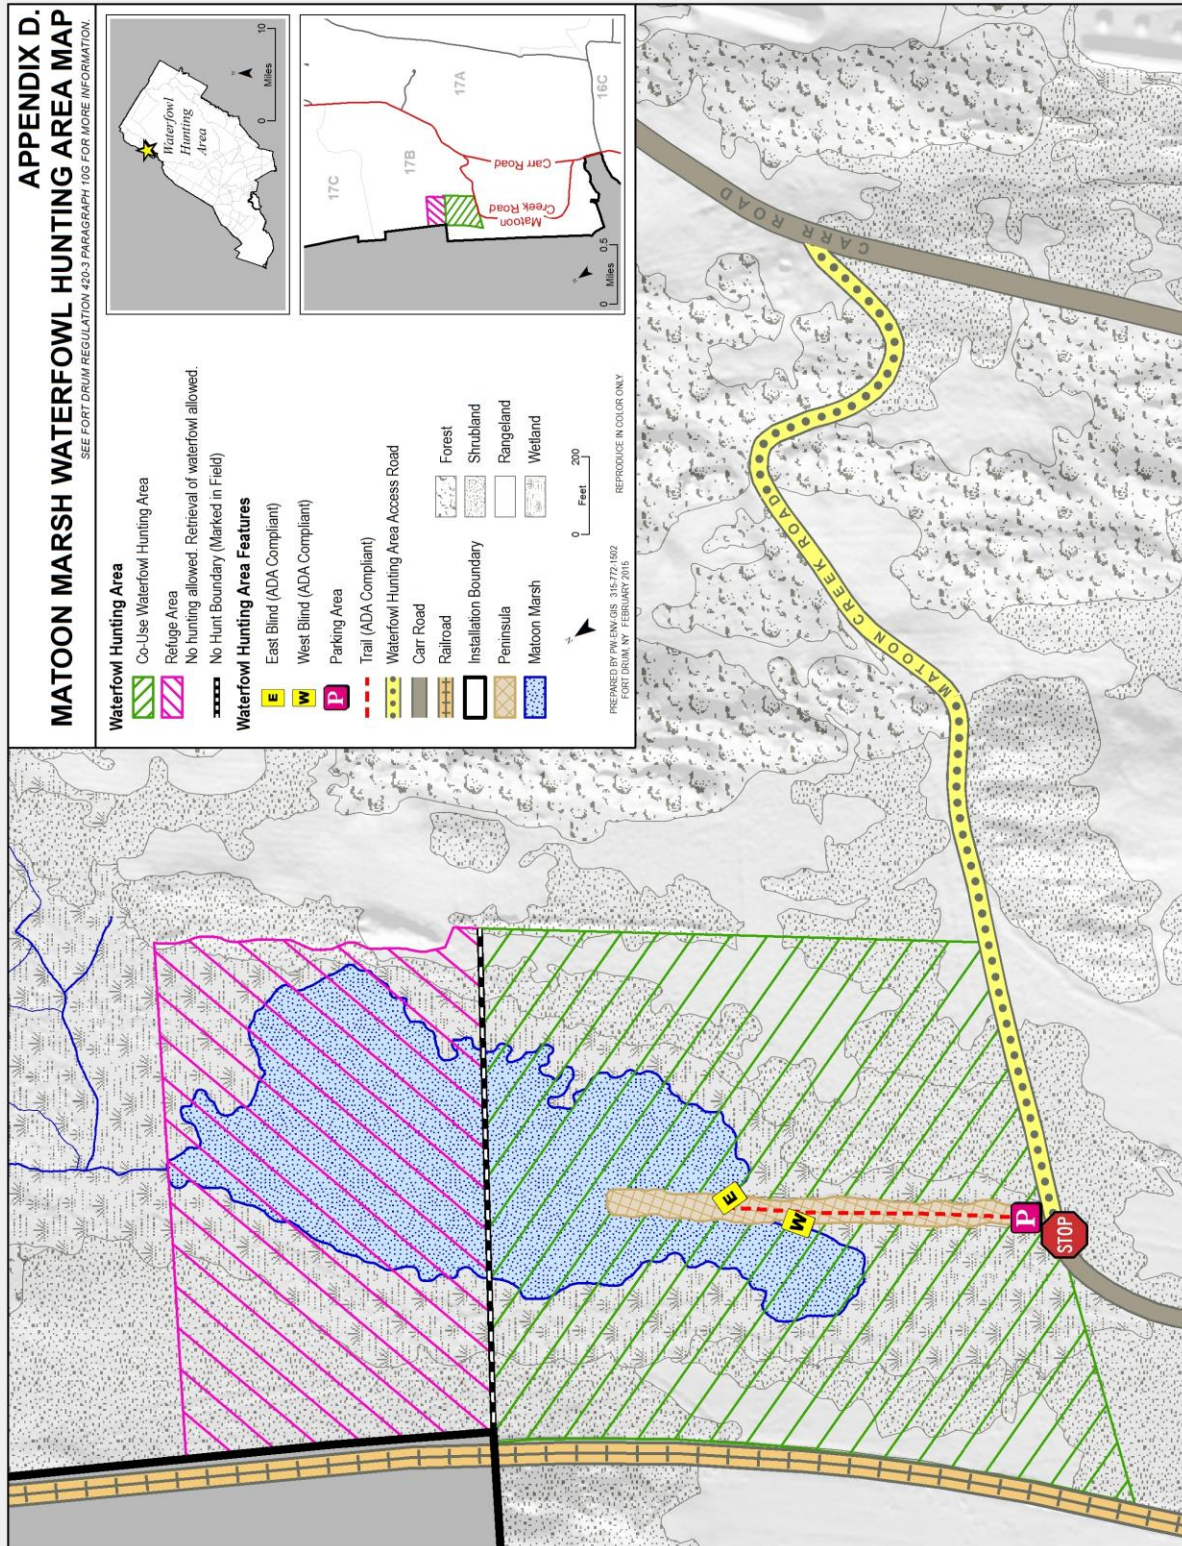 APPENDIX D.
MATOON MARSH WATERFOWL HUNTING AREA MAP
SEE FORT DRUM REGULATION 420-3 PARAGRAPH 10G FOR MORE INFORMATION.
Waterfowl Hunting Area
Co-Use Waterfowl Hunting Area
Refuge Area
No hunting allowed. Retrieval of waterfowl allowed.
No Hunt Boundary (Marked in Field)
Waterfowl Hunting Area Features
E
East Blind (ADA Compliant)
W
West Blind (ADA Compliant)
P
Parking Area
Trail (ADA Compliant)
Waterfowl Hunting Area Access Road
Carr Road
Railroad
Installation Boundary
Peninsula
Matoon Marsh
Forest
Shrubland
Rangeland
Wetland
N
0 200
Feet
PREPARED BY PW-ENV-GIS 315-772-1502
FORT DRUM, NY FEBRUARY 2015
REPRODUCE IN COLOR ONLY
Waterfowl
Hunting
Area
N
0 10
Miles
17C
17B
17A
16C
Matoon
Creek Road
Carr Road
N
0 0.5
Miles
E
W
P
STOP
MATOON CREEK ROAD
CARR ROAD